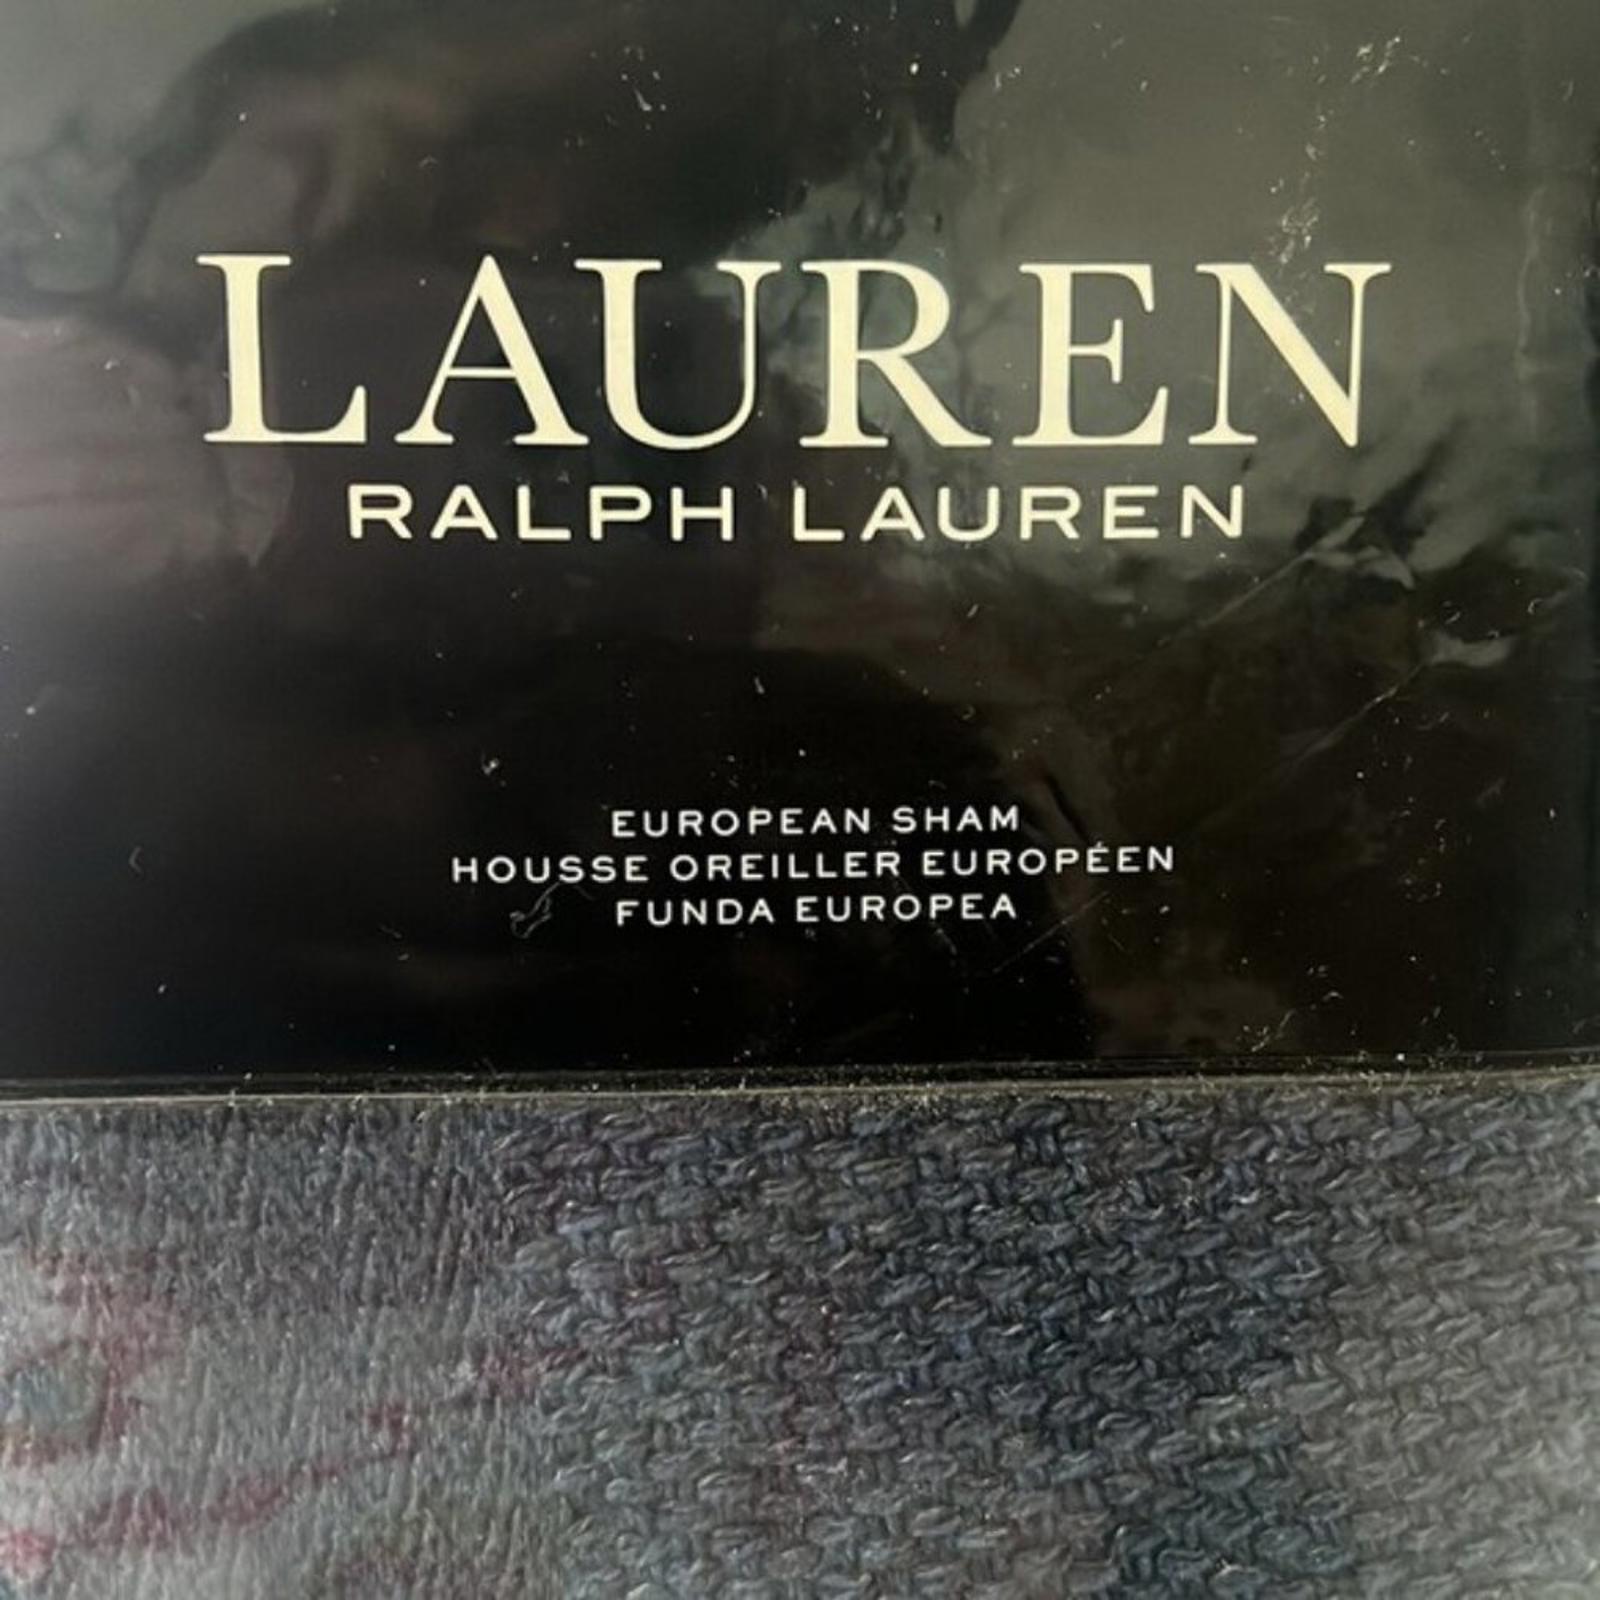 LAUREN
RALPH LAUREN
EUROPEAN SHAM
HOUSSE OREILLER EUROPÉEN
FUNDA EUROPEA